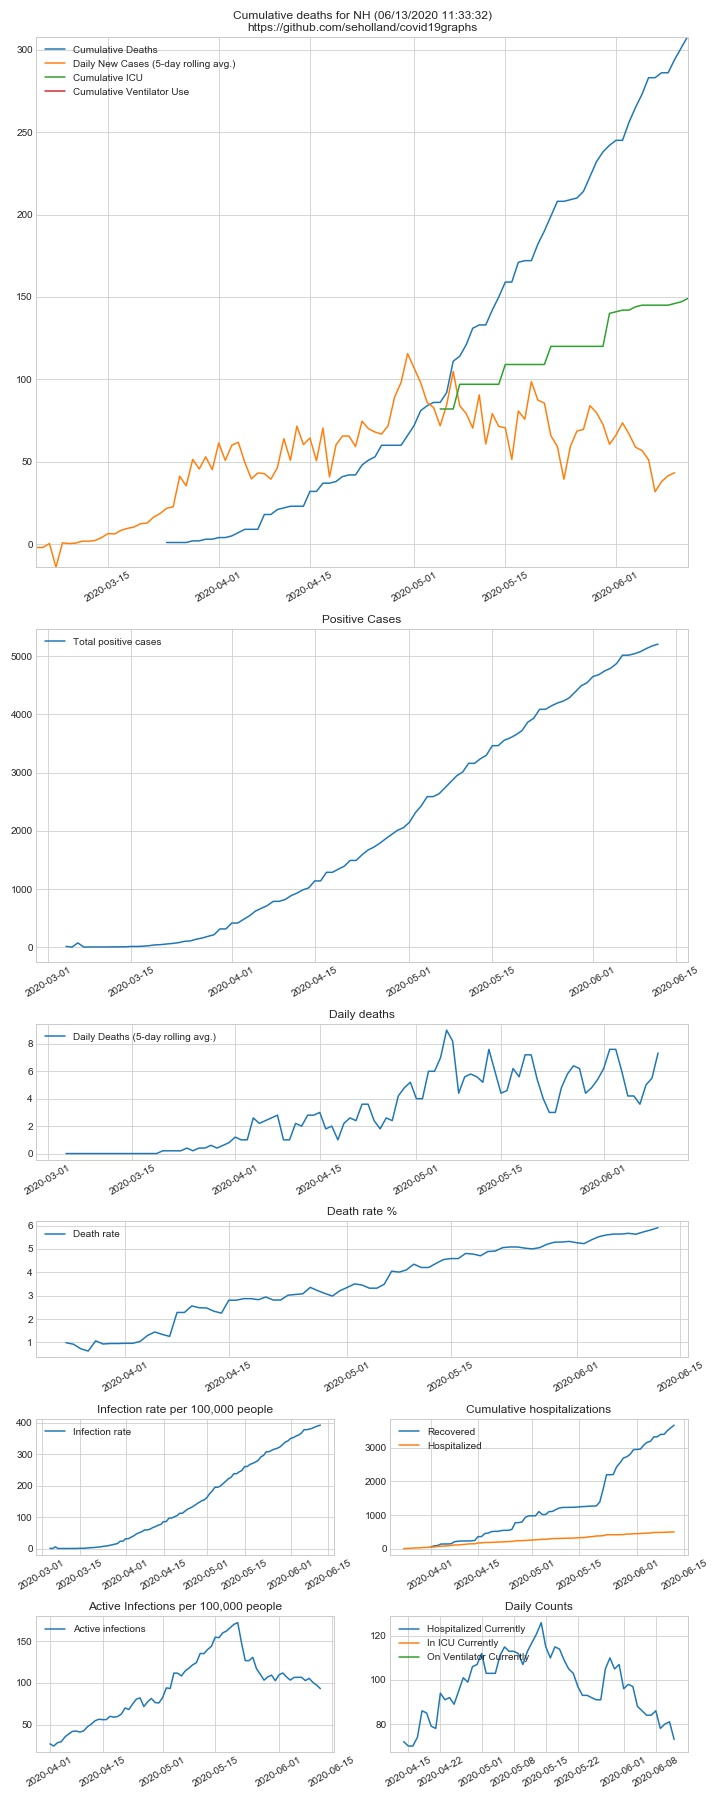 Cumulative deaths for NH (06/13/2020 11:33:32)
https://github.com/seholland/covid19graphs
Cumulative Deaths
Daily New Cases (5-day rolling avg.)
Cumulative ICU
Cumulative Ventilator Use
300
250
200
150
100
50
0
2020-03-15 2020-04-01 2020-04-15 2020-05-01 2020-05-15 2020-06-01
Positive Cases
Total positive cases
5000
4000
3000
2000
1000
0
2020-03-01 2020-03-15 2020-04-01 2020-04-15 2020-05-01 2020-05-15 2020-06-01 2020-06-15
Daily deaths
Daily Deaths (5-day rolling avg.)
8
6
4
2
0
2020-03-01 2020-03-15 2020-04-01 2020-04-15 2020-05-01 2020-05-15 2020-06-01
Death rate %
Death rate
6
5
4
3
2
1
2020-04-01 2020-04-15 2020-05-01 2020-05-15 2020-06-01 2020-06-15
Infection rate per 100,000 people
Infection rate
400
300
200
100
0
2020-03-01 2020-03-15 2020-04-01 2020-04-15 2020-05-01 2020-05-15 2020-06-01 2020-06-15
Cumulative hospitalizations
Recovered
Hospitalized
3000
2000
1000
0
2020-04-01 2020-04-15 2020-05-01 2020-05-15 2020-06-01 2020-06-15
Active Infections per 100,000 people
Active infections
150
100
50
2020-04-01 2020-04-15 2020-05-01 2020-05-15 2020-06-01 2020-06-15
Daily Counts
Hospitalized Currently
In ICU Currently
On Ventilator Currently
120
100
80
2020-04-15 2020-04-22 2020-05-01 2020-05-08 2020-05-15 2020-05-22 2020-06-01 2020-06-08